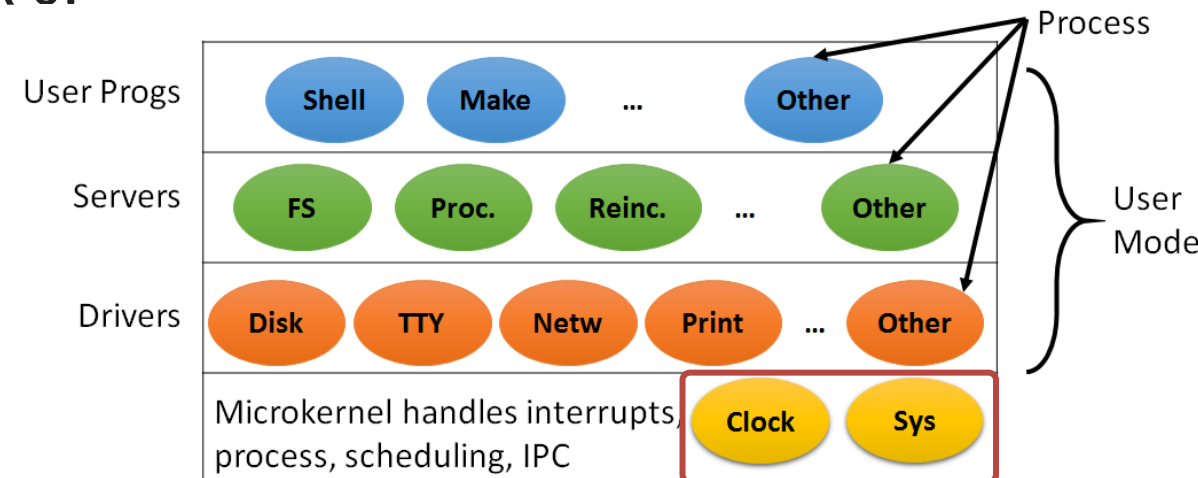 Process
User Progs
Shell Make ... Other
Servers
FS Proc. Reinc. ... Other
User
Mode
Drivers
Disk TTY Netw Print ... Other
Microkernel handles interrupts,
process, scheduling, IPC
Clock Sys